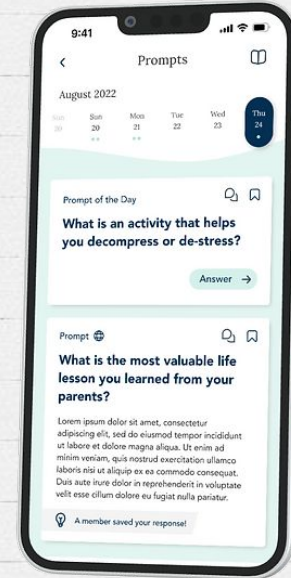 9:41
Prompts
August 2022
Sun Sun Mon Tue Wed Thu
20 20 21 22 23 24
Prompt of the Day
What is an activity that helps
you decompress or de-stress?
Answer →
Prompt
What is the most valuable life
lesson you learned from your
parents?
Lorem ipsum dolor sit amet, consectetur
adipiscing elit, sed do eiusmod tempor incididunt
ut labore et dolore magna aliqua. Ut enim ad
minim veniam, quis nostrud exercitation ullamco
laboris nisi ut aliquip ex ea commodo consequat.
Duis aute irure dolor in reprehenderit in voluptate
velit esse cillum dolore eu fugiat nulla pariatur.
A member saved your response!